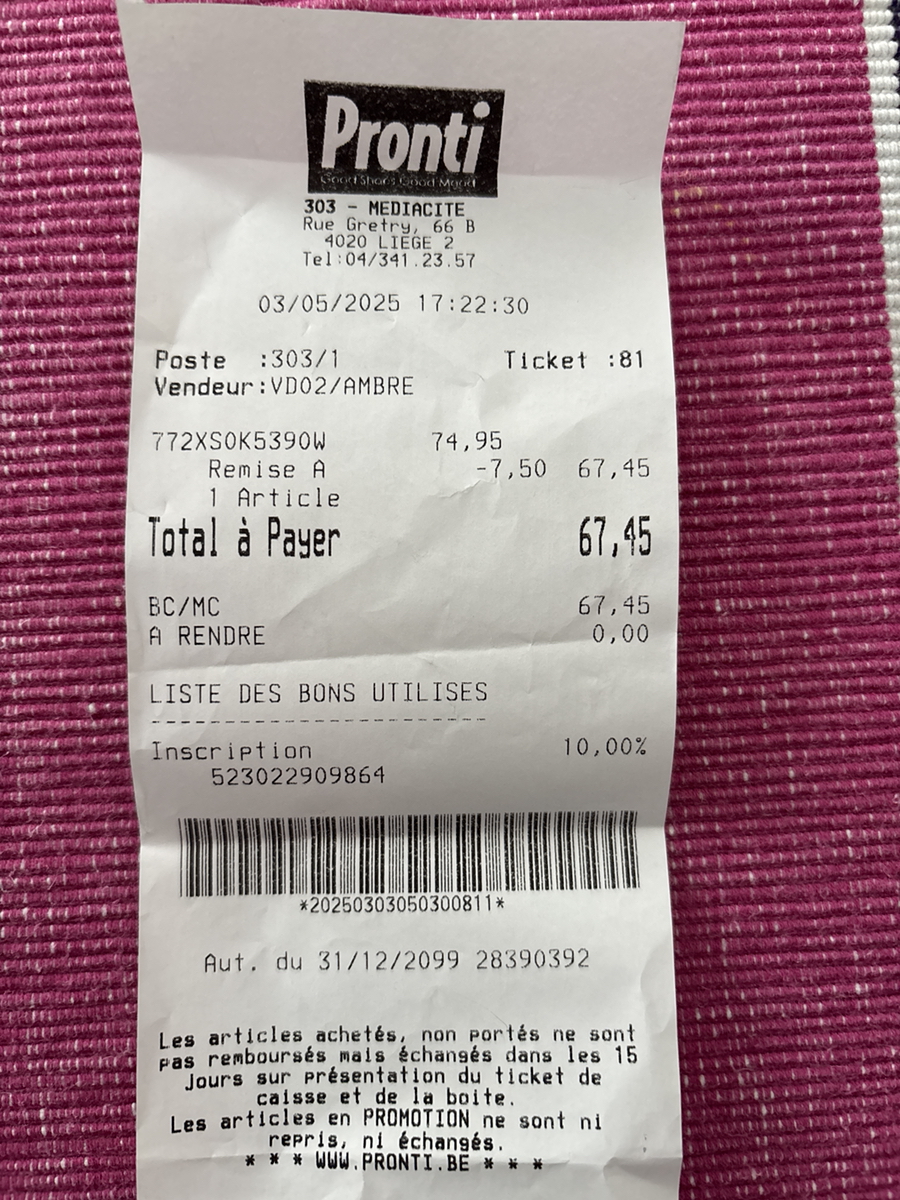 Pronti
Good Shoes Good Mood
303 - MEDIACITE
Rue Gretry, 66 B
4020 LIEGE 2
Tel:04/341.23.57
03/05/2025 17:22:30
Poste :303/1 Ticket :81
Vendeur:VD02/AMBRE
772XSOK5390W 74,95
Remise A -7,50 67,45
1 Article
Total à Payer 67,45
BC/MC 67,45
A RENDRE 0,00
LISTE DES BONS UTILISES
-----------------------
Inscription 10,00%
523022909864
*20250303050300811*
Aut. du 31/12/2099 28390392
Les articles achetés, non portés ne sont
pas remboursés mais échangés dans les 15
Jours sur présentation du ticket de
caisse et de la boite.
Les articles en PROMOTION ne sont ni
repris, ni échangés.
* * * WWW.PRONTI.BE * * *